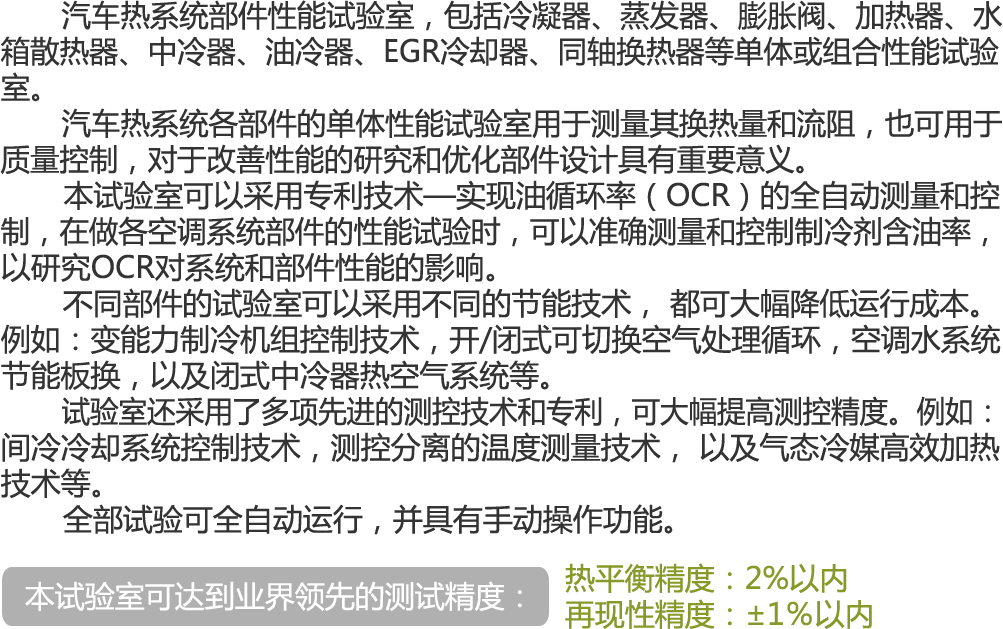 汽车热系统部件性能试验室，包括冷凝器、蒸发器、膨胀阀、加热器、水
箱散热器、中冷器、油冷器、EGR冷却器、同轴换热器等单体或组合性能试验
室。
汽车热系统各部件的单体性能试验室用于测量其换热量和流阻，也可用于
质量控制，对于改善性能的研究和优化部件设计具有重要意义。
本试验室可以采用专利技术—实现油循环率（OCR）的全自动测量和控
制，在做各空调系统部件的性能试验时，可以准确测量和控制制冷剂含油率，
以研究OCR对系统和部件性能的影响。
不同部件的试验室可以采用不同的节能技术， 都可大幅降低运行成本。
例如：变能力制冷机组控制技术，开/闭式可切换空气处理循环，空调水系统
节能板换，以及闭式中冷器热空气系统等。
试验室还采用了多项先进的测控技术和专利，可大幅提高测控精度。例如：
间冷冷却系统控制技术，测控分离的温度测量技术， 以及气态冷媒高效加热
技术等。
全部试验可全自动运行，并具有手动操作功能。
本试验室可达到业界领先的测试精度：
热平衡精度：2%以内
再现性精度：±1%以内